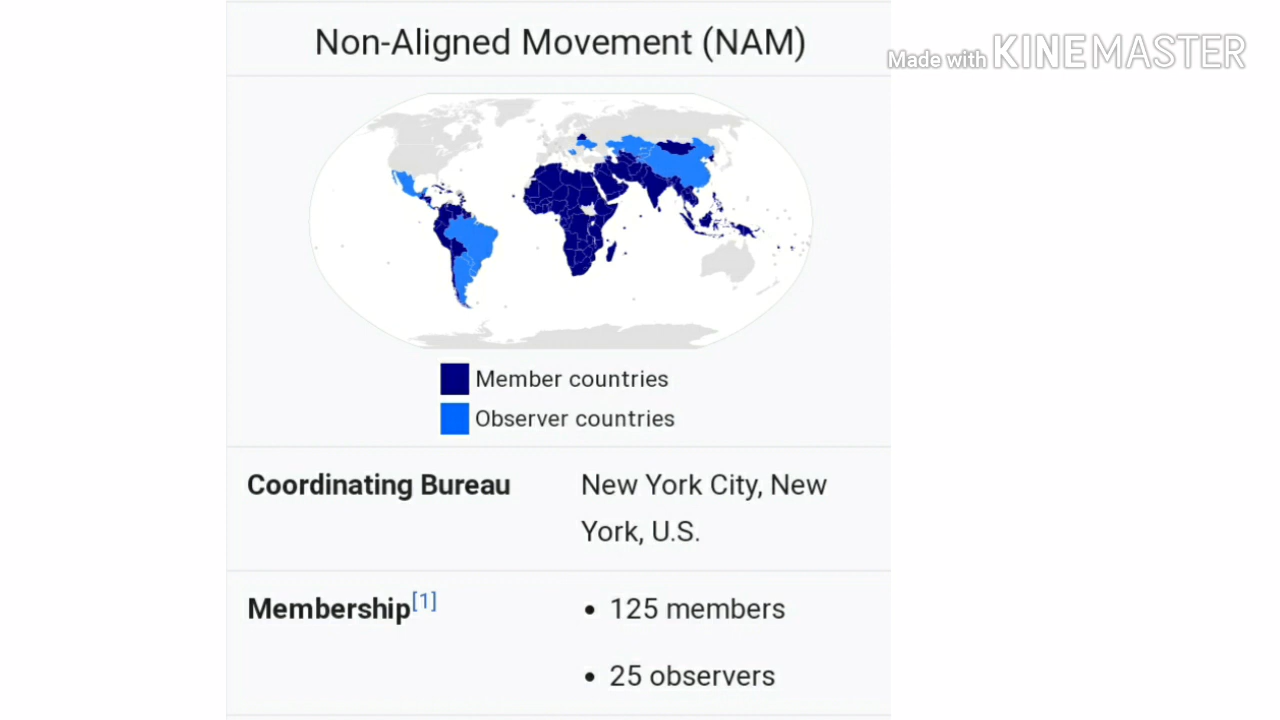 Non-Aligned Movement (NAM)
Made with KINEMASTER
Member countries
Observer countries
Coordinating Bureau
New York City, New
York, U.S.
Membership[1]
• 125 members
• 25 observers